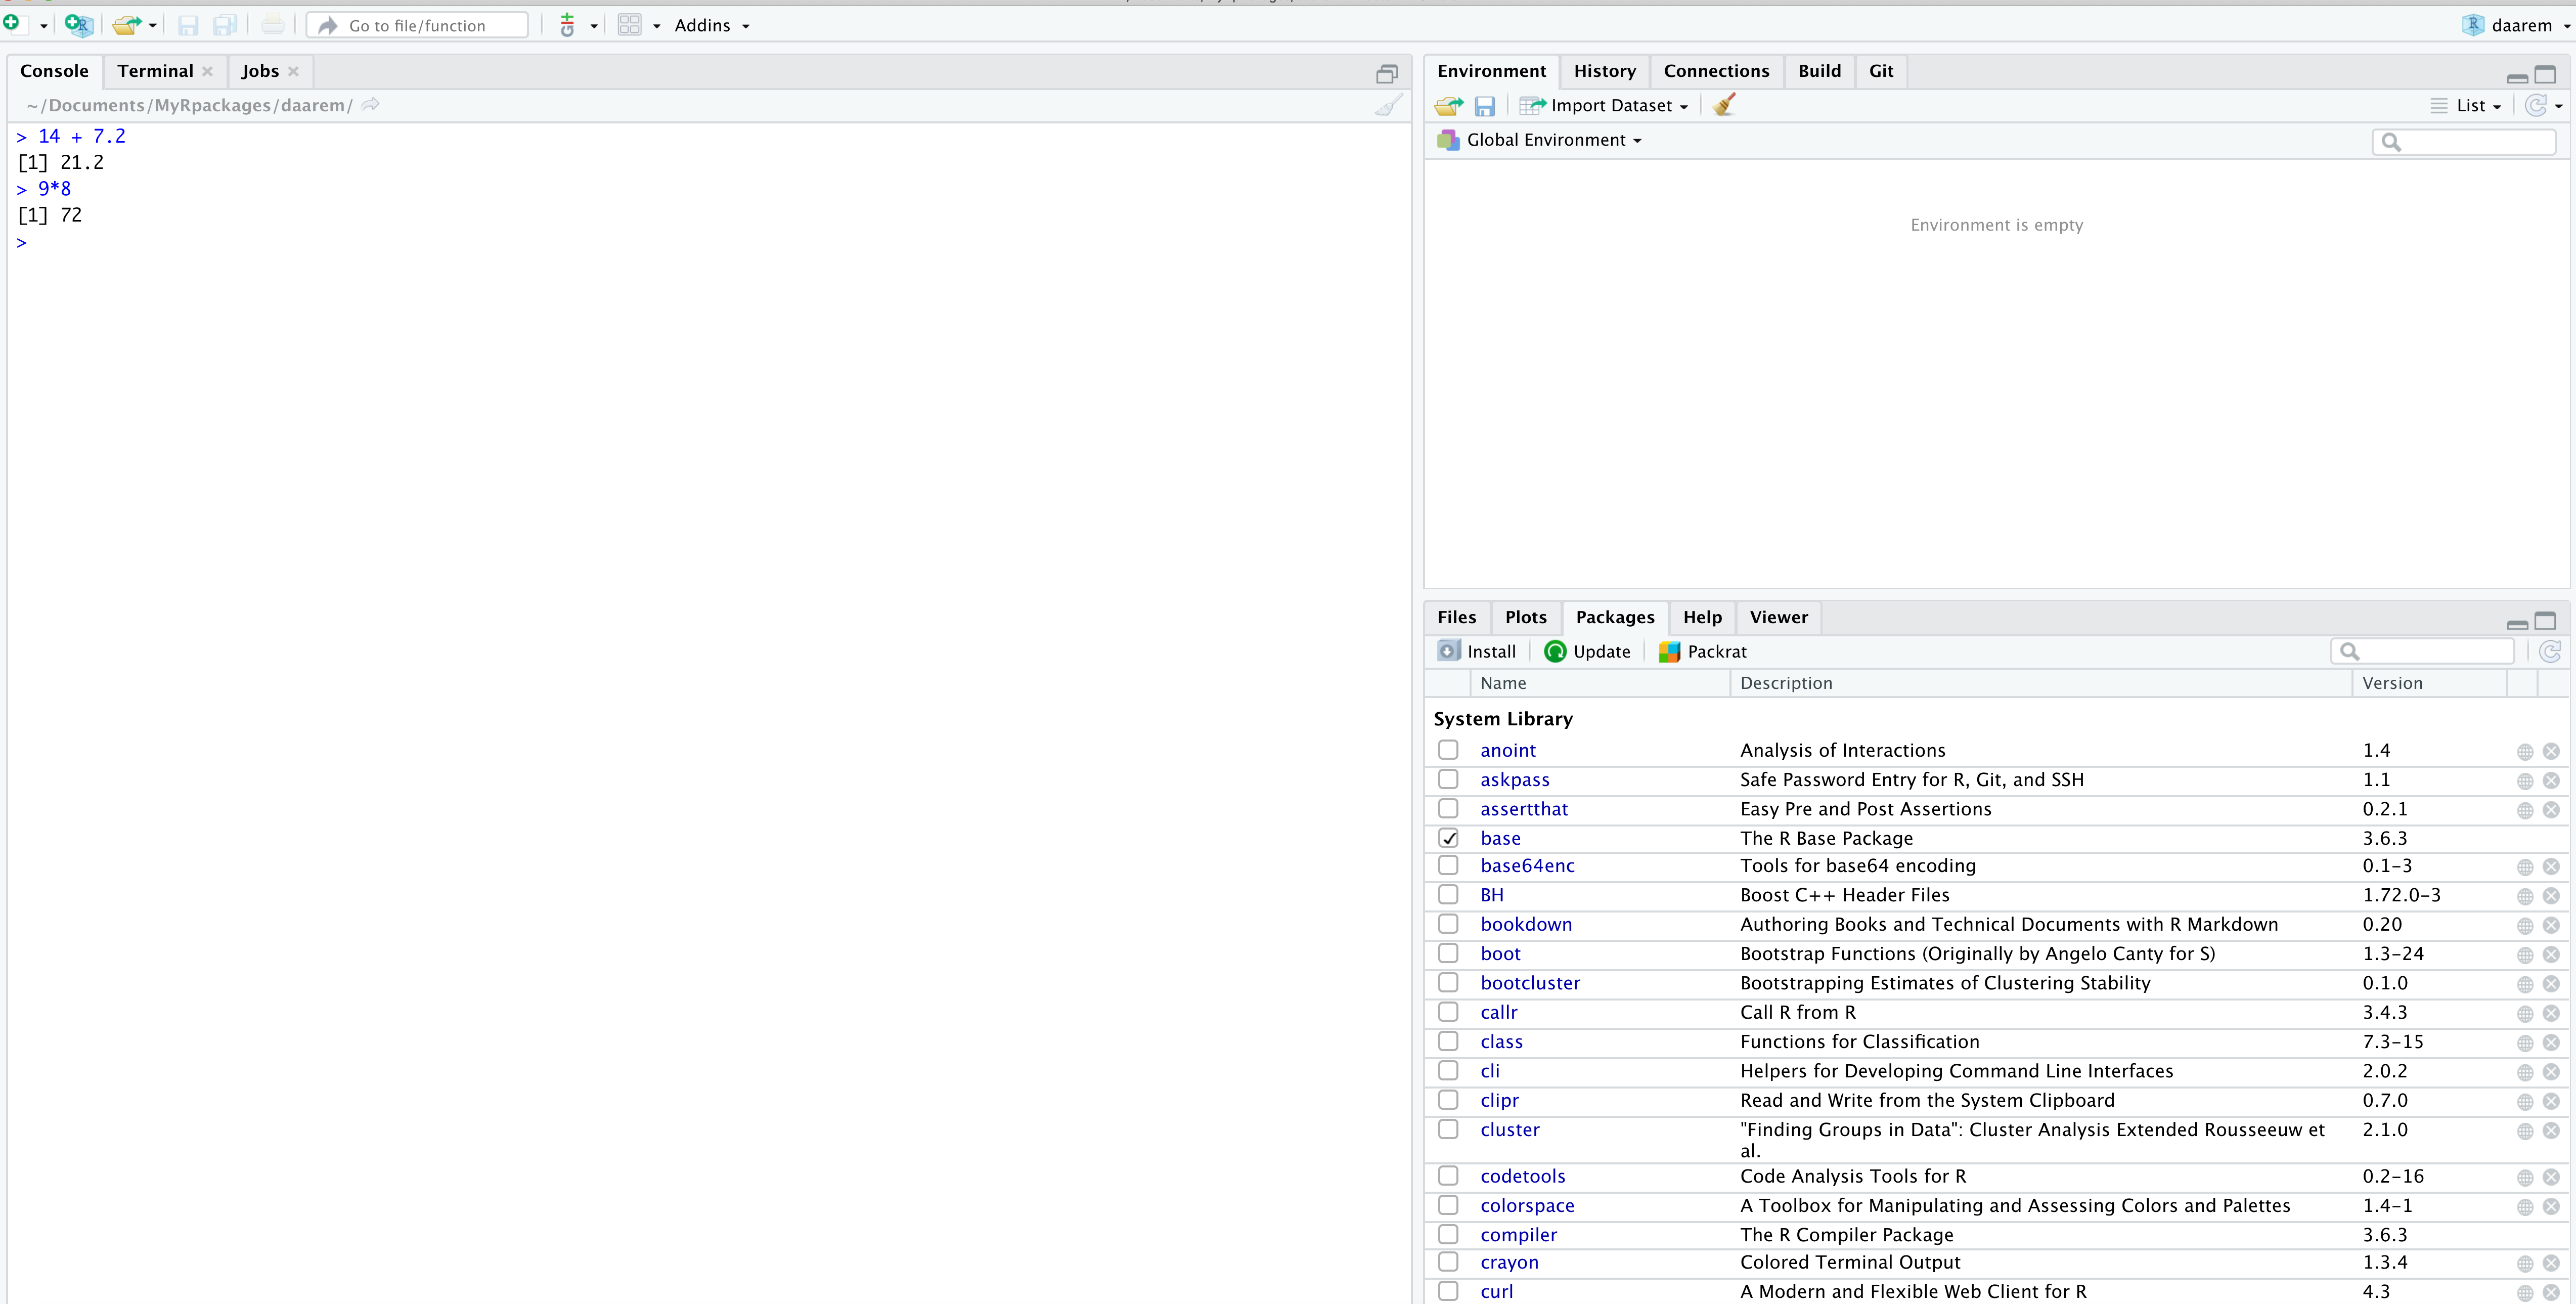 Go to file/function
Addins
daarem
Console Terminal Jobs
~/Documents/MyRpackages/daarem/
> 14 + 7.2
[1] 21.2
> 9*8
[1] 72
>
Environment History Connections Build Git
Import Dataset List
Global Environment
Environment is empty
Files Plots Packages Help Viewer
Install Update Packrat
Name Description Version
System Library
anoint Analysis of Interactions 1.4
askpass Safe Password Entry for R, Git, and SSH 1.1
assertthat Easy Pre and Post Assertions 0.2.1
base The R Base Package 3.6.3
base64enc Tools for base64 encoding 0.1-3
BH Boost C++ Header Files 1.72.0-3
bookdown Authoring Books and Technical Documents with R Markdown 0.20
boot Bootstrap Functions (Originally by Angelo Canty for S) 1.3-24
bootcluster Bootstrapping Estimates of Clustering Stability 0.1.0
callr Call R from R 3.4.3
class Functions for Classification 7.3-15
cli Helpers for Developing Command Line Interfaces 2.0.2
clipr Read and Write from the System Clipboard 0.7.0
cluster "Finding Groups in Data": Cluster Analysis Extended Rousseeuw et 2.1.0
al.
codetools Code Analysis Tools for R 0.2-16
colorspace A Toolbox for Manipulating and Assessing Colors and Palettes 1.4-1
compiler The R Compiler Package 3.6.3
crayon Colored Terminal Output 1.3.4
curl A Modern and Flexible Web Client for R 4.3